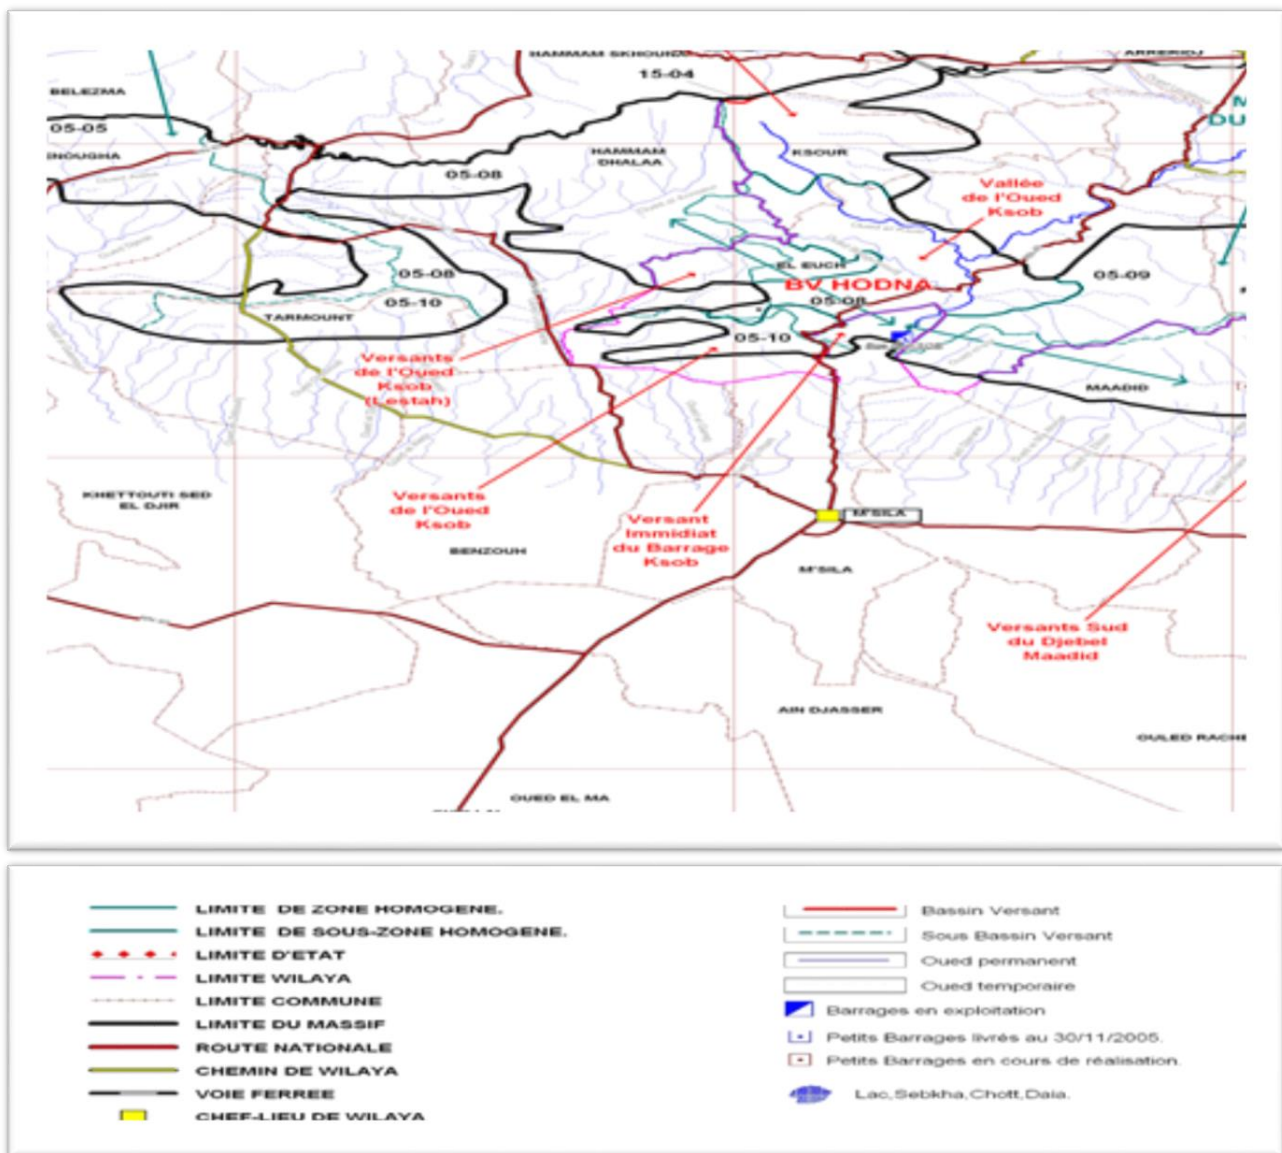 HAMMAM SKHOUNA
ARRERIDJ
15-04
BELEZMA
05-05
ENOUGHA
HAMMAM
DHALAA
KSOUR
05-08
Vallée
de l'Oued
Ksob
M
DU
05-08
05-10
TARMOUNT
EL EUCH
BV HODNA
05-08
05-09
05-10
MAADID
Versants
de l'Oued
Ksob
(Lestah)
Versants
de l'Oued
Ksob
Versant
Immidiat
du Barrage
Ksob
KHETTOUTI SED
EL DJIR
BENZOUH
M'SILA
M'SILA
Versants Sud
du Djebel
Maadid
AIN DJASSER
OULED RACHE
OUED EL MA
LIMITE DE ZONE HOMOGENE.
LIMITE DE SOUS-ZONE HOMOGENE.
LIMITE D'ETAT
LIMITE WILAYA
LIMITE COMMUNE
LIMITE DU MASSIF
ROUTE NATIONALE
CHEMIN DE WILAYA
VOIE FERREE
CHEF-LIEU DE WILAYA
Bassin Versant
Sous Bassin Versant
Oued permanent
Oued temporaire
Barrages en exploitation
Petits Barrages livrés au 30/11/2005.
Petits Barrages en cours de réalisation.
Lac,Sebkha,Chott,Daia.